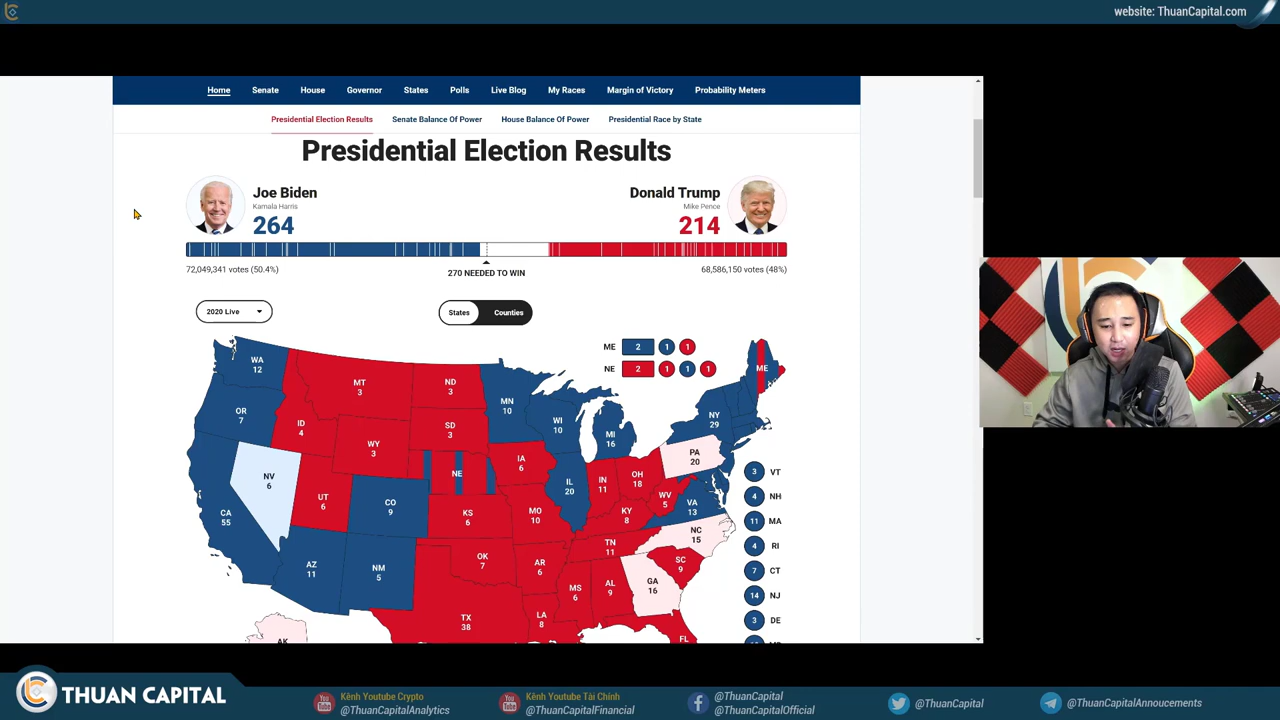 website: ThuanCapital.com
Home Senate House Governor States Polls Live Blog My Races Margin of Victory Probability Meters
Presidential Election Results Senate Balance Of Power House Balance Of Power Presidential Race by State
Presidential Election Results
Joe Biden
Kamala Harris
264
Donald Trump
Mike Pence
214
72,049,341 votes (50.4%)
270 NEEDED TO WIN
68,586,150 votes (48%)
2020 Live
States Counties
ME 2 1 1
NE 2 1 1 1
WA
12
OR
7
CA
55
NV
6
ID
4
MT
3
WY
3
UT
6
AZ
11
CO
9
NM
5
ND
3
SD
3
NE
KS
6
OK
7
TX
38
MN
10
IA
6
MO
10
AR
6
LA
8
WI
10
IL
20
MI
16
IN
11
OH
18
KY
8
TN
11
MS
6
AL
9
GA
16
FL
SC
9
NC
15
VA
13
WV
5
PA
20
NY
29
ME
AK
3 VT
4 NH
11 MA
4 RI
7 CT
14 NJ
3 DE
THUAN CAPITAL
Kênh Youtube Crypto
@ThuanCapitalAnalytics
Kênh Youtube Tài Chính
@ThuanCapitalFinancial
@ThuanCapital
@ThuanCapitalOfficial
@ThuanCapital
@ThuanCapitalAnnoucements